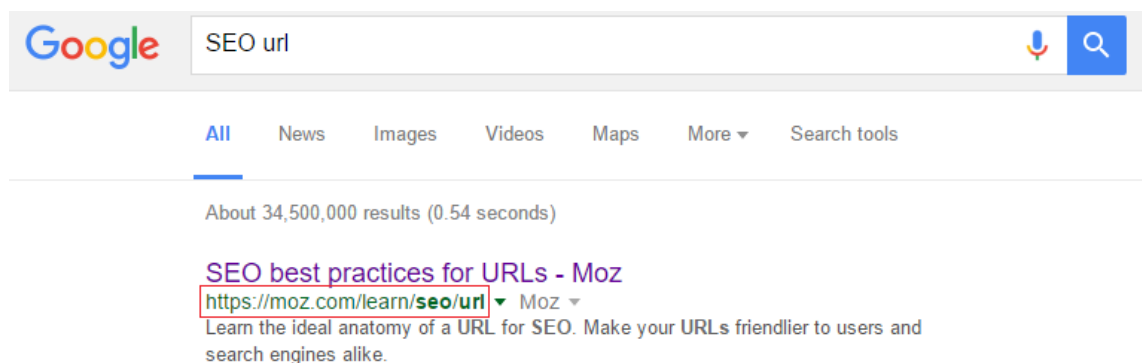 Google SEO url
All News Images Videos Maps More Search tools
About 34,500,000 results (0.54 seconds)
SEO best practices for URLs - Moz
https://moz.com/learn/seo/url Moz
Learn the ideal anatomy of a URL for SEO. Make your URLs friendlier to users and
search engines alike.